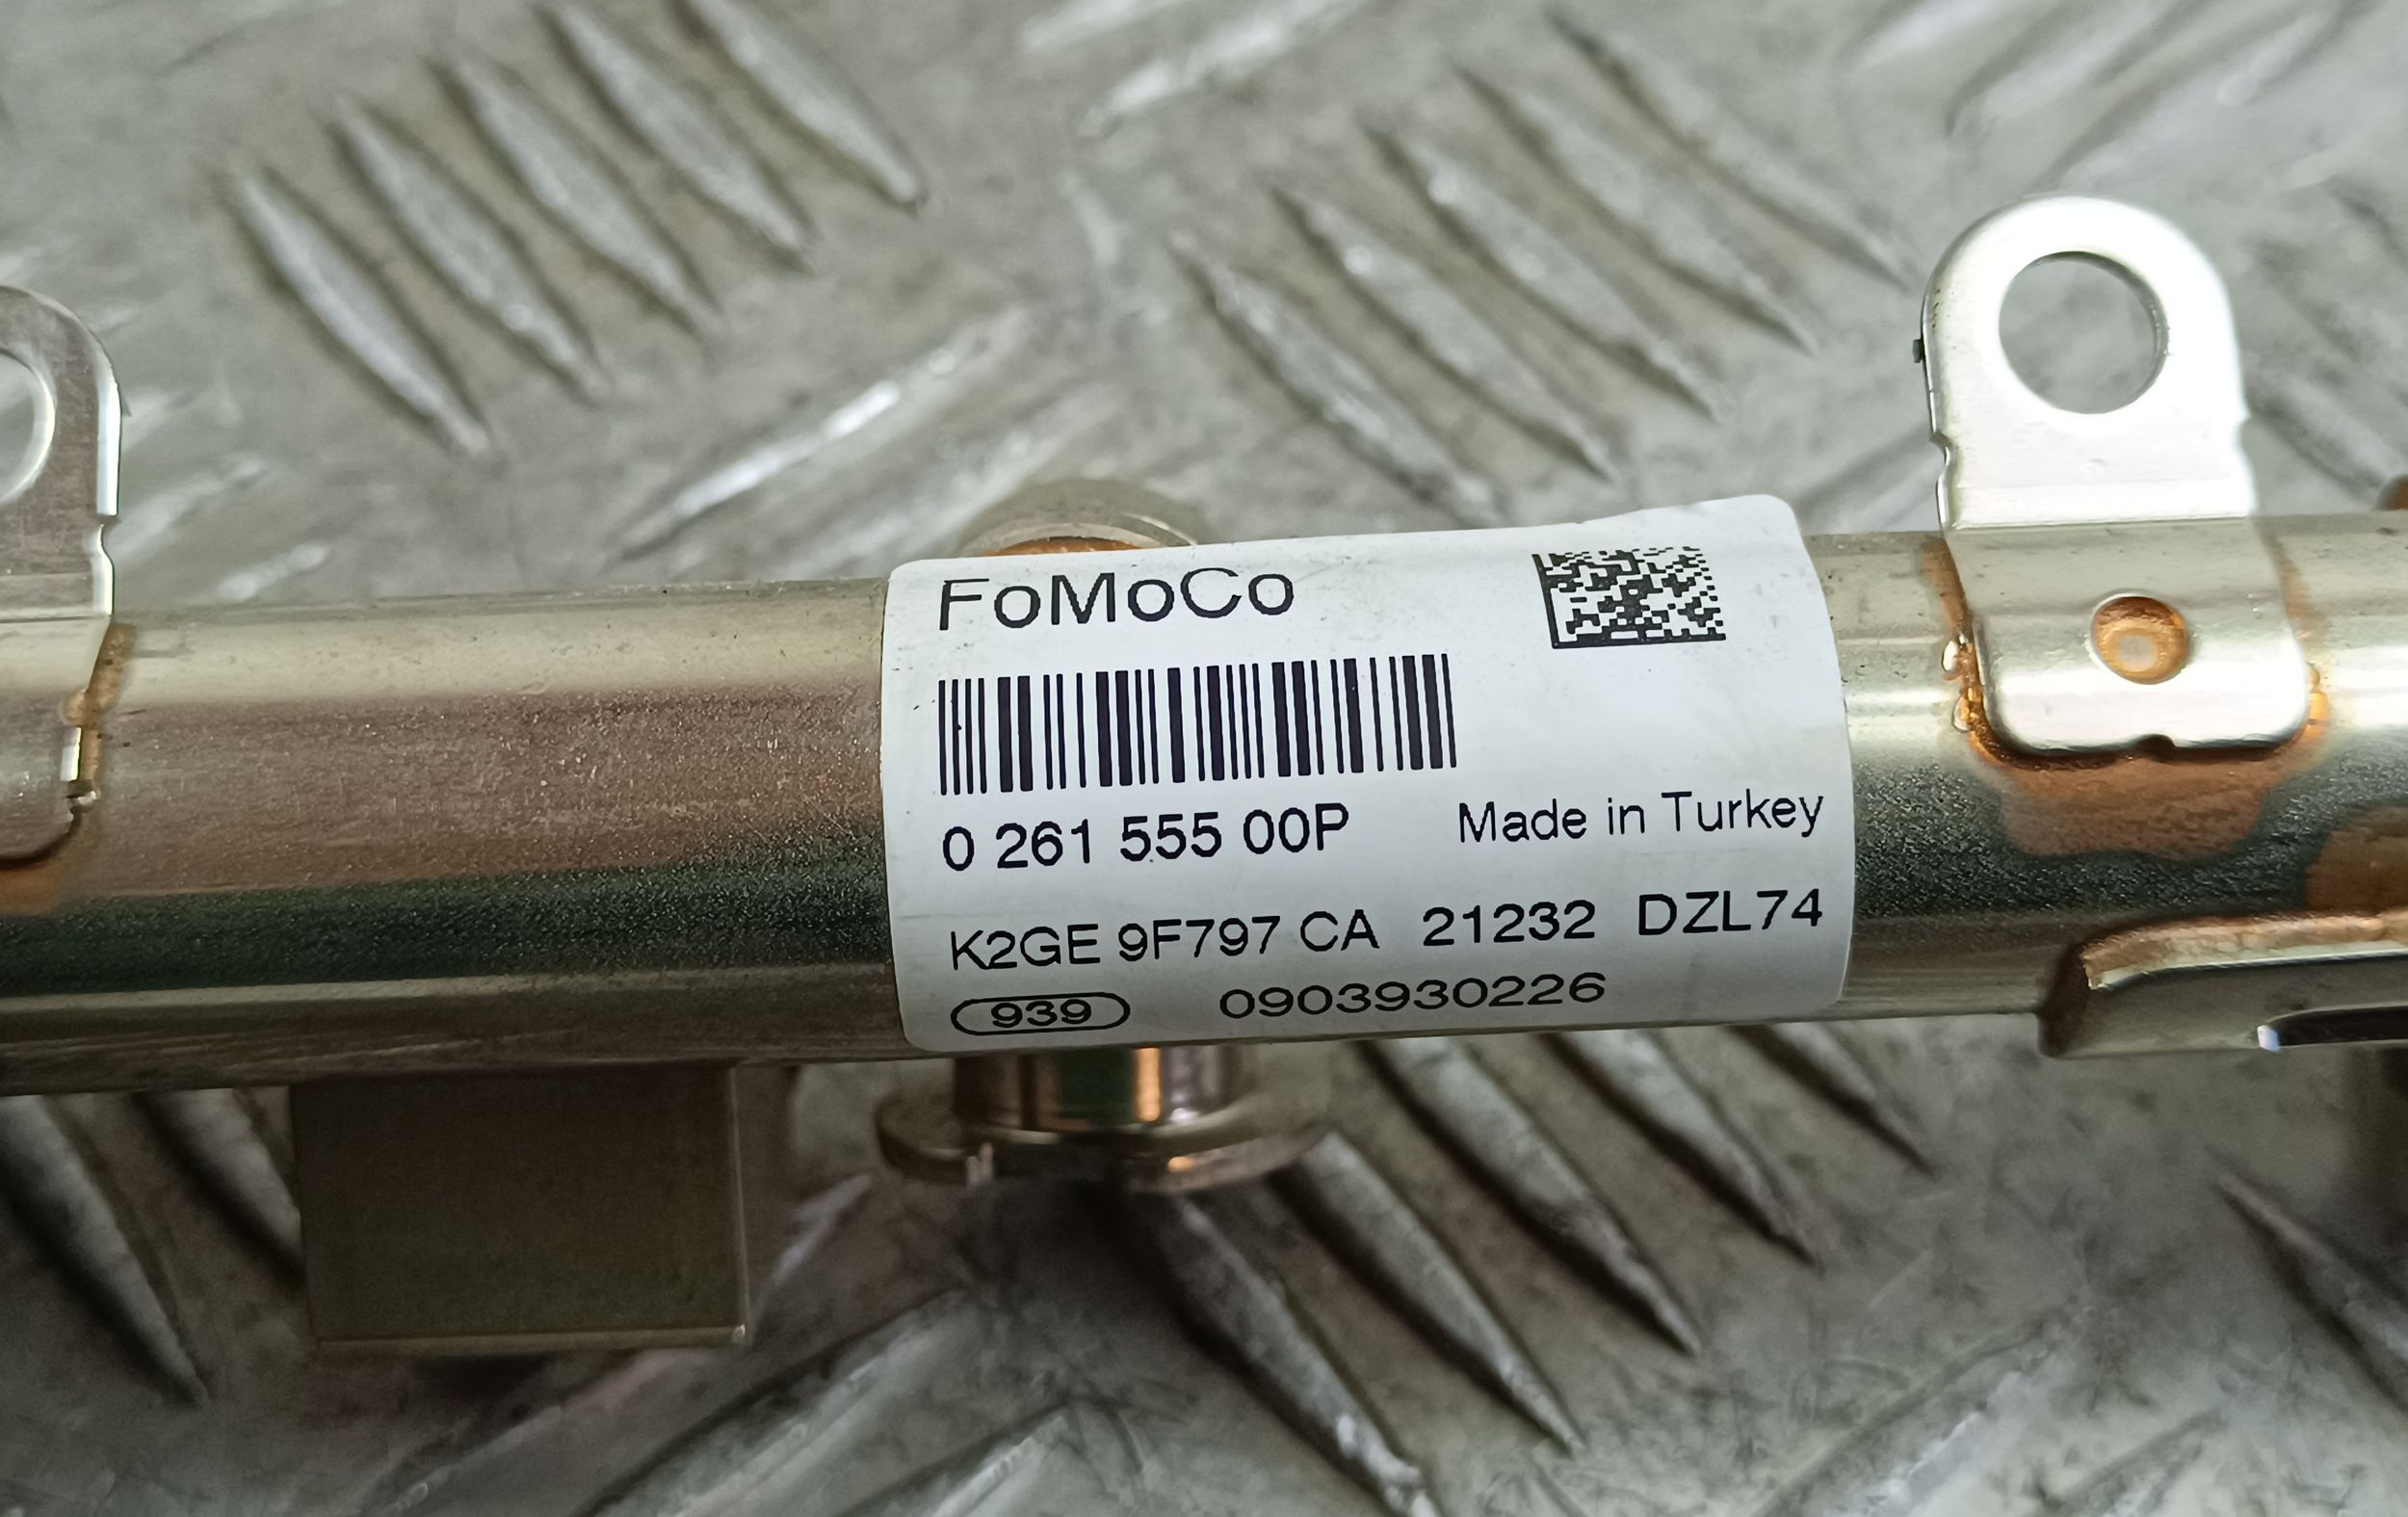 FoMoCo
0 261 555 00P Made in Turkey
K2GE 9F797 CA 21232 DZL74
939 0903930226